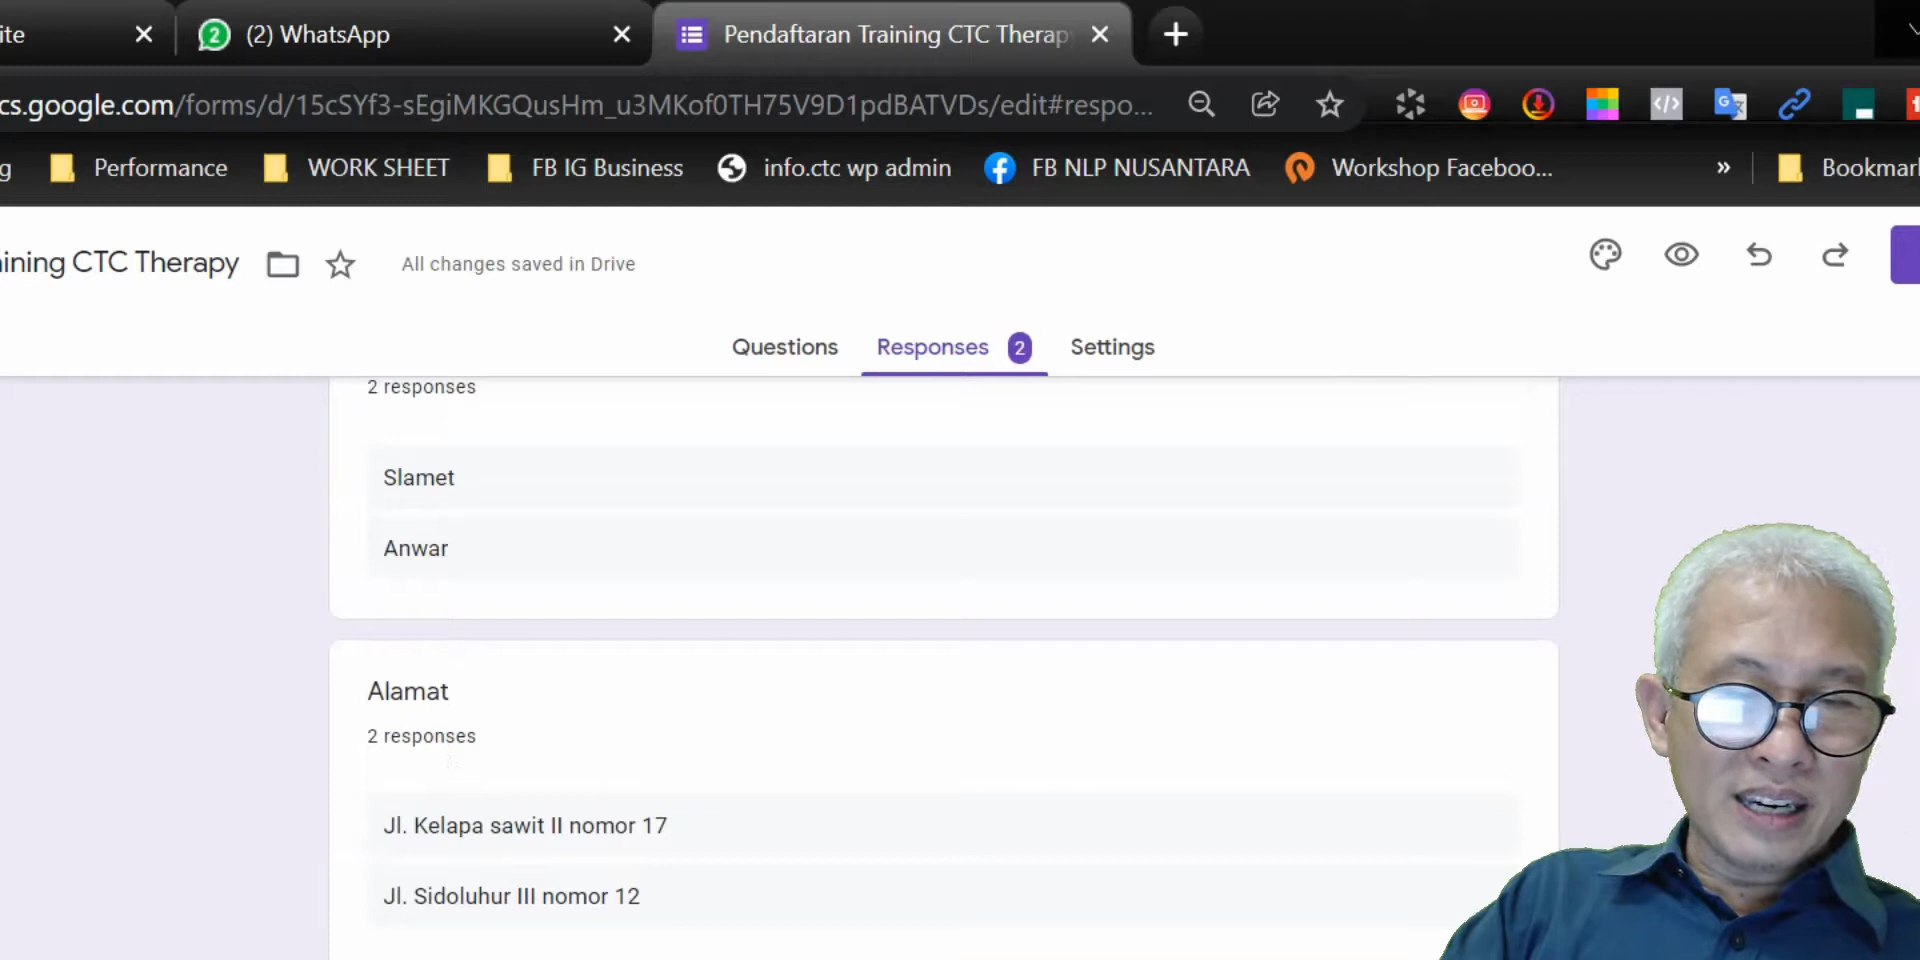 ite
2
(2) WhatsApp
Pendaftaran Training CTC Therap
cs.google.com/forms/d/15cSYf3-sEgiMKGQusHm_u3MKof0TH75V9D1pdBATVDs/edit#respo...
g
Performance
WORK SHEET
FB IG Business
info.ctc wp admin
FB NLP NUSANTARA
Workshop Faceboo...
»
Bookmar
ining CTC Therapy
All changes saved in Drive
Questions
Responses 2
Settings
2 responses
Slamet
Anwar
Alamat
2 responses
Jl. Kelapa sawit II nomor 17
Jl. Sidoluhur III nomor 12